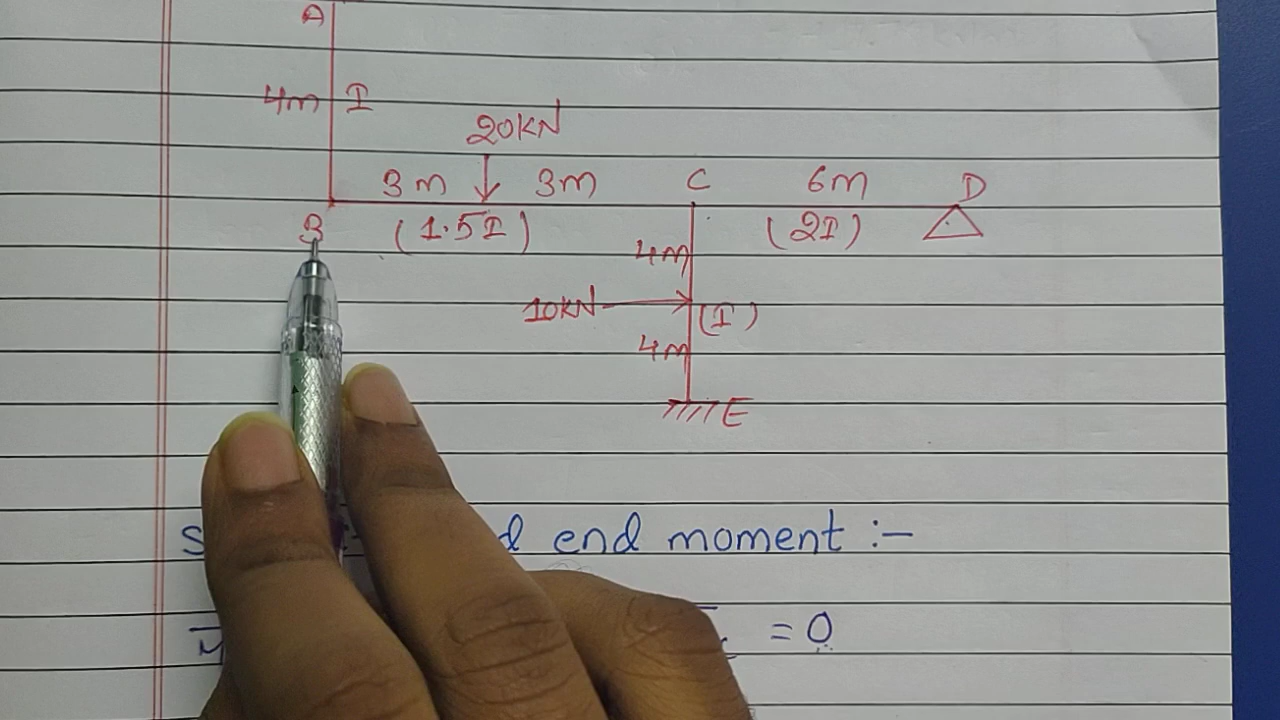 A
4m I
20KN
3m 3m C 6m D
B (1.5I) (2I)
4m
10KN (I)
4m
E
end moment :-
= 0